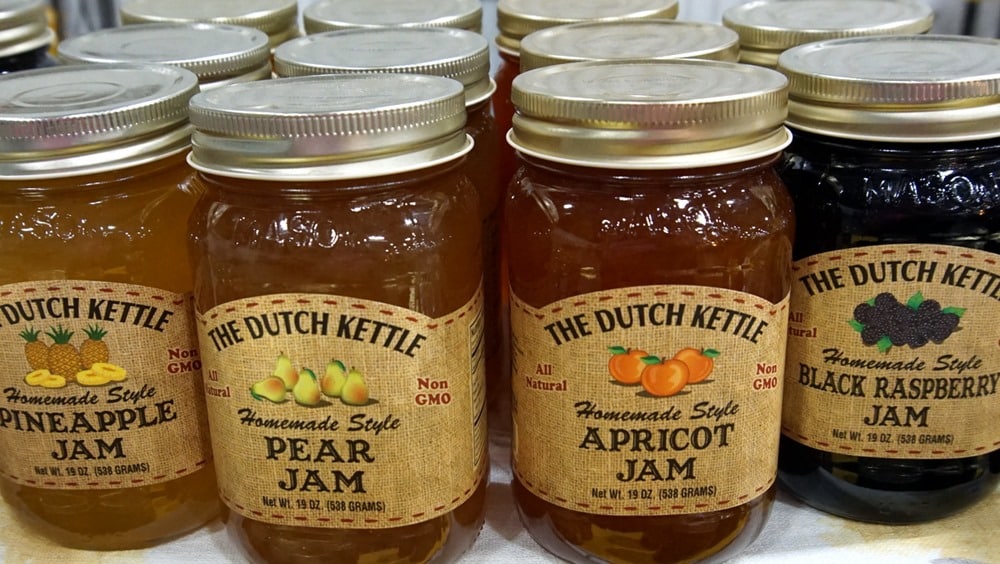 THE DUTCH KETTLE
Non
GMO
Homemade Style
PINEAPPLE
JAM
Net Wt. 19 OZ. (538 GRAMS)
THE DUTCH KETTLE
All
Natural
Non
GMO
Homemade Style
PEAR
JAM
Net Wt. 19 OZ. (538 GRAMS)
THE DUTCH KETTLE
All
Natural
Non
GMO
Homemade Style
APRICOT
JAM
Net Wt. 19 OZ. (538 GRAMS)
THE DUTCH KETTLE
All
Natural
Homemade Style
BLACK RASPBERRY
JAM
Net Wt. 19 OZ. (538 GRAMS)